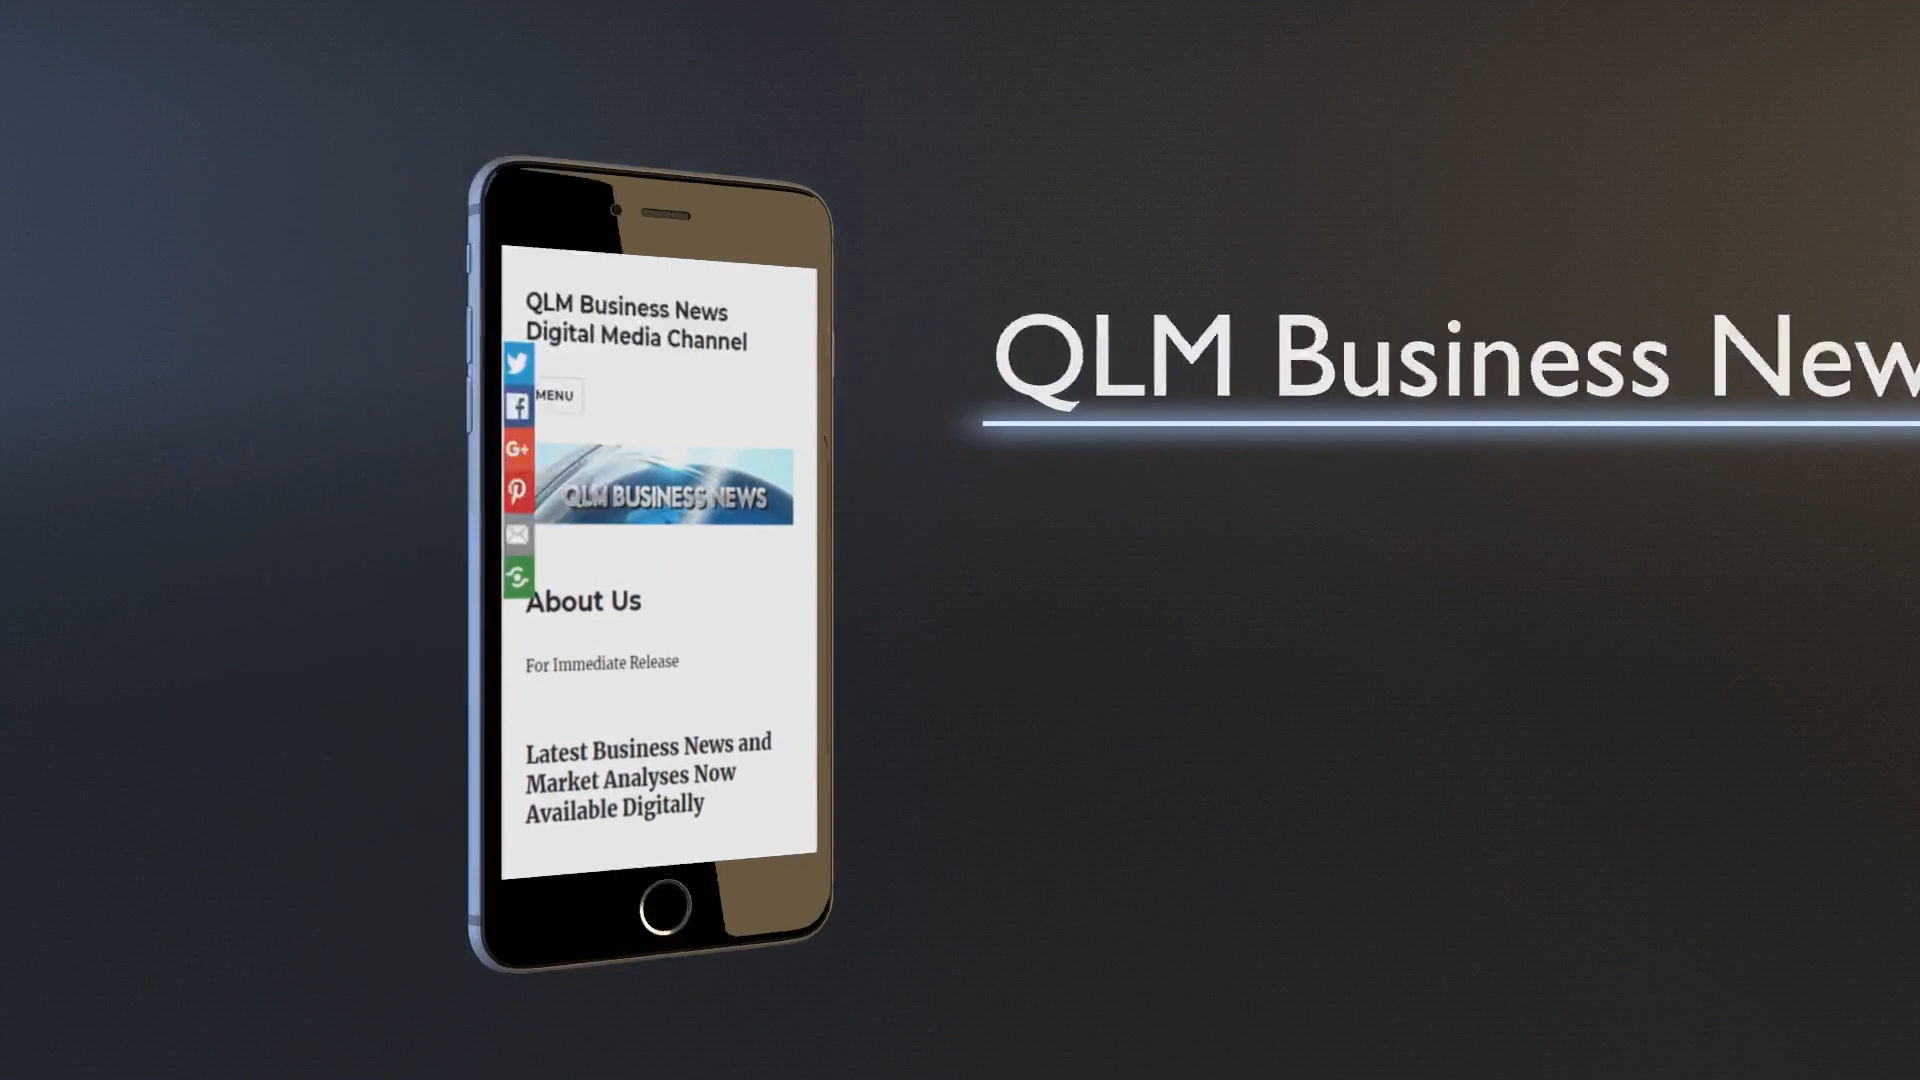 QLM Business News
Digital Media Channel
MENU
QLM BUSINESS NEWS
About Us
For Immediate Release
Latest Business News and
Market Analyses Now
Available Digitally
QLM Business New